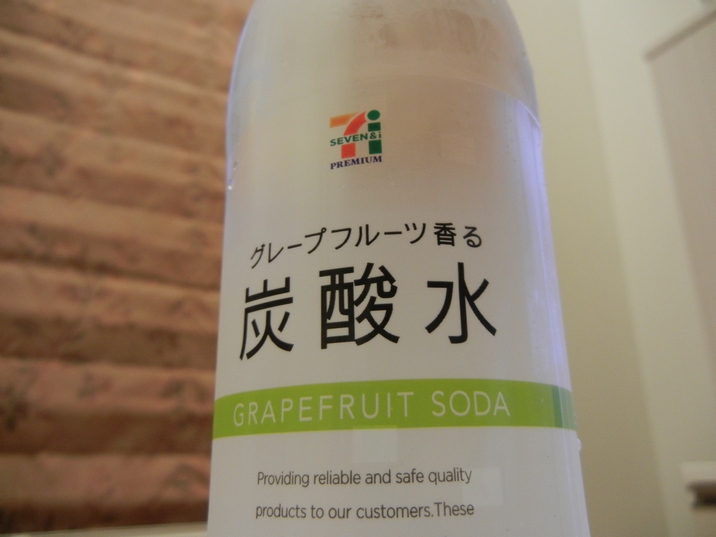 7i
SEVEN&i
PREMIUM
グレープフルーツ香る
炭酸水
GRAPEFRUIT SODA
Providing reliable and safe quality
products to our customers.These